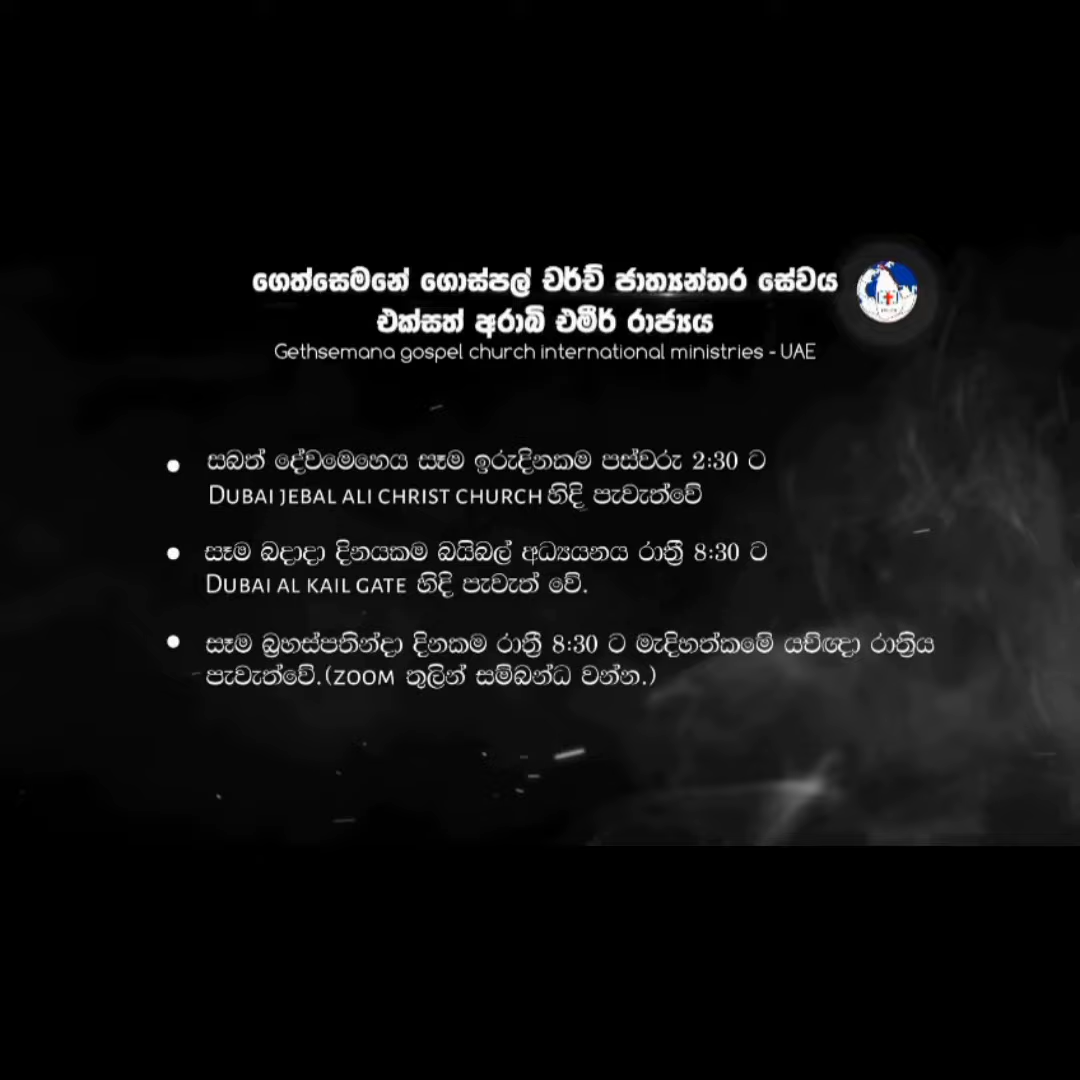 ගෙත්සෙමනේ ගොස්පල් චර්ච් ජාත්‍යන්තර සේවය
එක්සත් අරාබි එමීර් රාජ්‍යය
Gethsemana gospel church international ministries - UAE
• සබත් දේවමෙහෙය සෑම ඉරුදිනකම පස්වරු 2:30 ට
DUBAI JEBAL ALI CHRIST CHURCH හිදි පැවැත්වේ
• සෑම බදාදා දිනයකම බයිබල් අධ්‍යයනය රාත්‍රී 8:30 ට
DUBAI AL KAIL GATE හිදි පැවැත් වේ.
• සෑම බ්‍රහස්පතින්දා දිනකම රාත්‍රී 8:30 ට මැදිහත්කමේ යච්ඥා රාත්‍රිය
පැවැත්වේ.(ZOOM තුලින් සම්බන්ධ වන්න.)